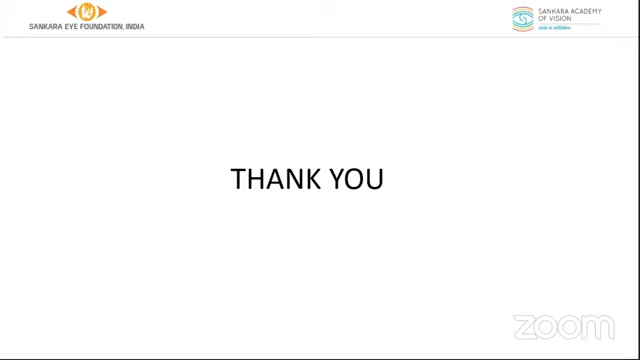 SANKARA EYE FOUNDATION, INDIA
SANKARA ACADEMY
OF VISION
THANK YOU
zoom